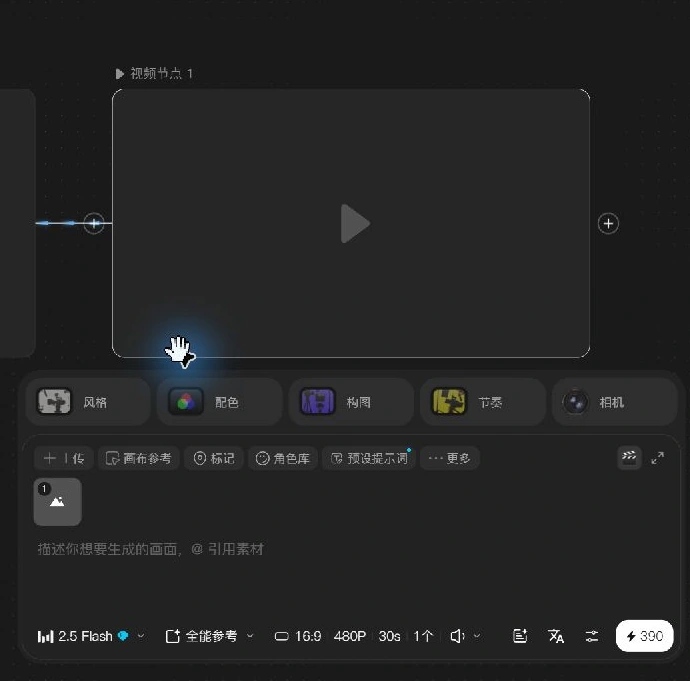 视频节点 1
风格 配色 构图 节奏 相机
传 画布参考 标记 角色库 预设提示词 ···更多
1
描述你想要生成的画面，@ 引用素材
2.5 Flash 全能参考 16:9 480P 30s 1个 390